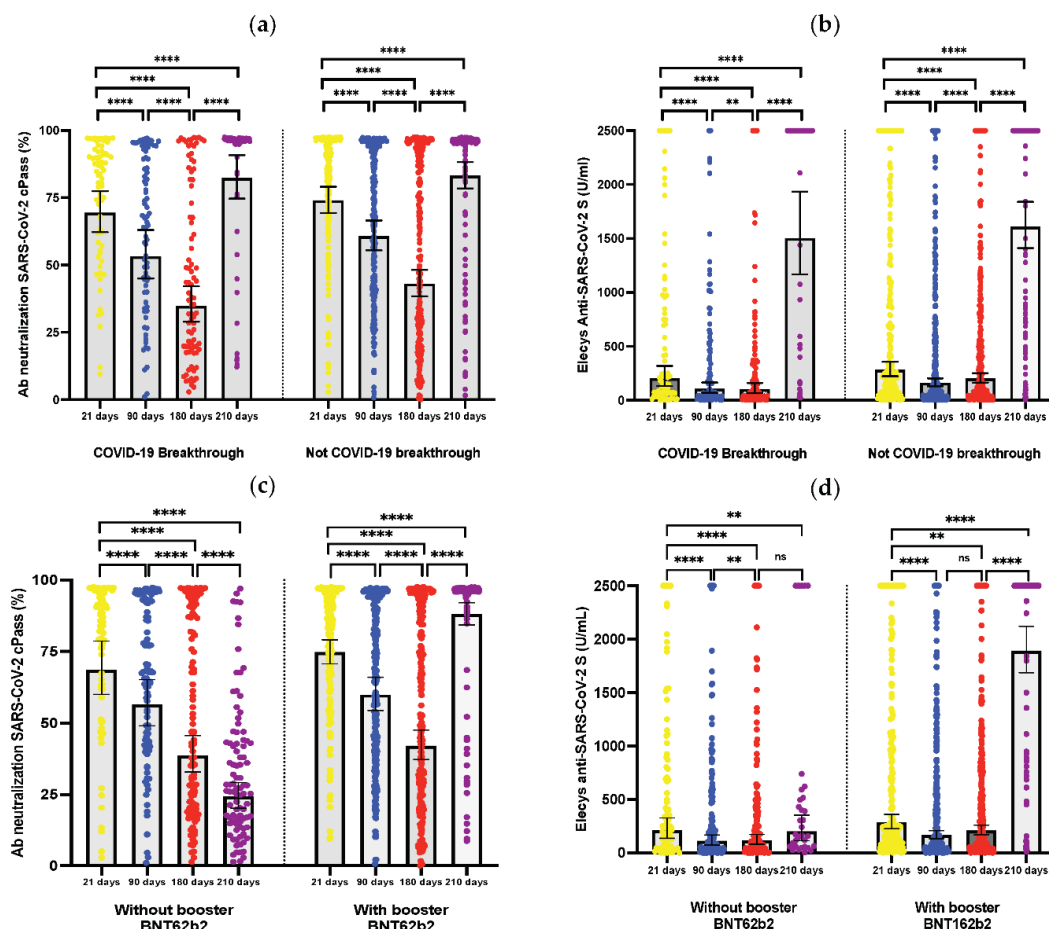 (a)
****
****
**** **** ****
****
****
**** **** ****
Ab neutralization SARS-CoV-2 cPass (%)
100
75
50
25
0
21 days 90 days 180 days 210 days
21 days 90 days 180 days 210 days
COVID-19 Breakthrough
Not COVID-19 breakthrough
(b)
****
****
**** ** ****
****
****
**** **** ****
Elecys Anti-SARS-CoV-2 S (U/ml)
2500
2000
1500
1000
500
0
21 days 90 days 180 days 210 days
21 days 90 days 180 days 210 days
COVID-19 Breakthrough
Not COVID-19 breakthrough
(c)
****
****
**** **** ****
****
****
**** **** ****
Ab neutralization SARS-CoV-2 cPass (%)
100
75
50
25
0
21 days 90 days 180 days 210 days
21 days 90 days 180 days 210 days
Without booster
BNT62b2
With booster
BNT62b2
(d)
**
****
**** ** ns
****
**
**** ns ****
Elecys anti-SARS-CoV-2 S (U/mL)
2500
2000
1500
1000
500
0
21 days 90 days 180 days 210 days
21 days 90 days 180 days 210 days
Without booster
BNT62b2
With booster
BNT162b2